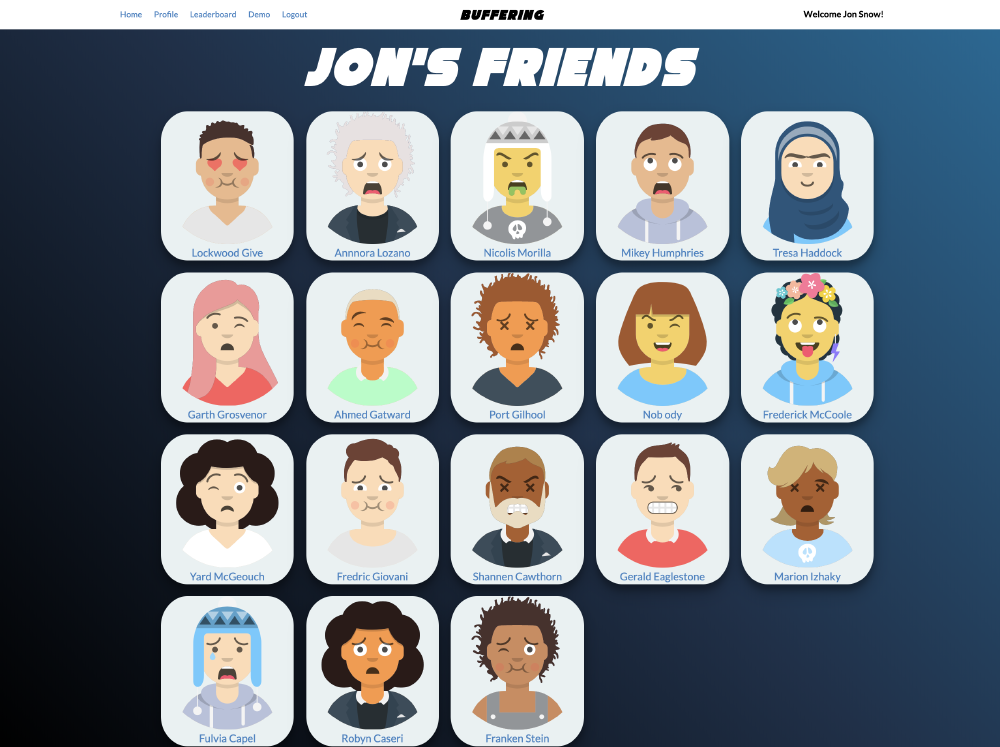 Home Profile Leaderboard Demo Logout BUFFERING Welcome Jon Snow!
JON'S FRIENDS
Lockwood Give Annnora Lozano Nicolis Morilla Mikey Humphries Tresa Haddock
Garth Grosvenor Ahmed Gatward Port Gilhool Nob ody Frederick McCoole
Yard McGeouch Fredric Giovani Shannen Cawthorn Gerald Eaglestone Marion Izhaky
Fulvia Capel Robyn Caseri Franken Stein